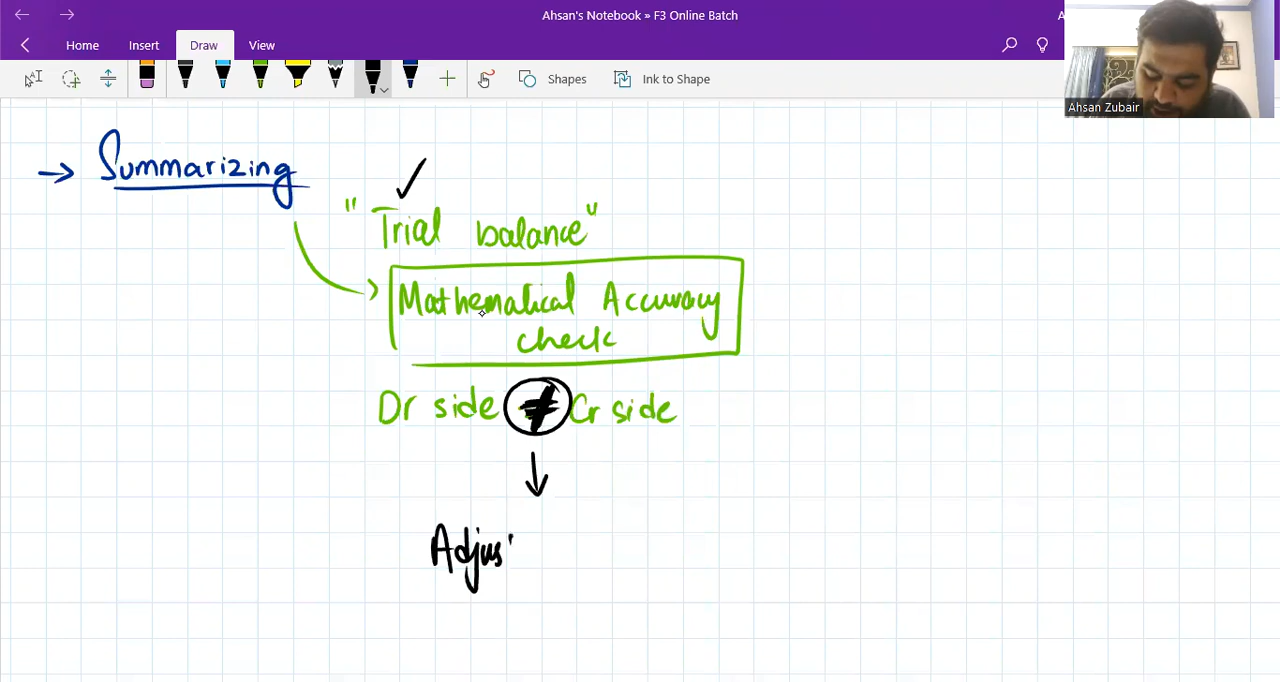 Ahsan's Notebook » F3 Online Batch
A
Home Insert Draw View
Shapes Ink to Shape
Ahsan Zubair
→ Summarizing
✓
"Trial balance"
Mathematical Accuracy
check
Dr side ≠ Cr side
↓
Adjus'